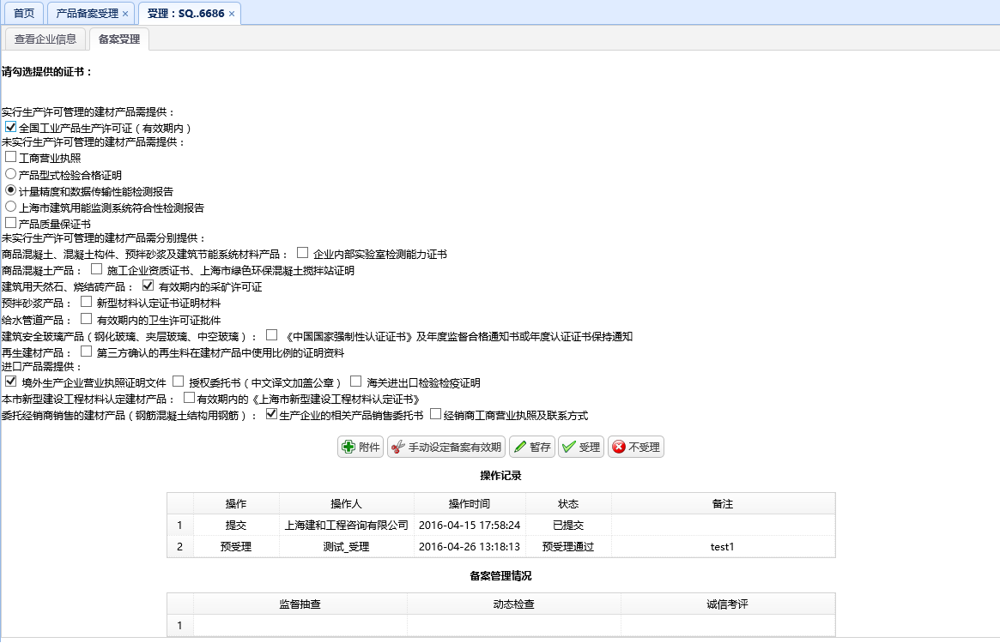 首页 产品备案受理 × 受理：SQ..6686 ×
查看企业信息 备案受理
请勾选提供的证书：
实行生产许可管理的建材产品需提供：
全国工业产品生产许可证（有效期内）
未实行生产许可管理的建材产品需提供：
工商营业执照
产品型式检验合格证明
计量精度和数据传输性能检测报告
上海市建筑用能监测系统符合性检测报告
产品质量保证书
未实行生产许可管理的建材产品需分别提供：
商品混凝土、混凝土构件、预拌砂浆及建筑节能系统材料产品： 企业内部实验室检测能力证书
商品混凝土产品： 施工企业资质证书、上海市绿色环保混凝土搅拌站证明
建筑用天然石、烧结砖产品： 有效期内的采矿许可证
预拌砂浆产品： 新型材料认定证书证明材料
给水管道产品： 有效期内的卫生许可证批件
建筑安全玻璃产品（钢化玻璃、夹层玻璃、中空玻璃）： 《中国国家强制性认证证书》及年度监督合格通知书或年度认证证书保持通知
再生建材产品： 第三方确认的再生料在建材产品中使用比例的证明资料
进口产品需提供：
境外生产企业营业执照证明文件 授权委托书（中文译文加盖公章） 海关进出口检验检疫证明
本市新型建设工程材料认定建材产品： 有效期内的《上海市新型建设工程材料认定证书》
委托经销商销售的建材产品（钢筋混凝土结构用钢筋）： 生产企业的相关产品销售委托书 经销商工商营业执照及联系方式
附件 手动设定备案有效期 暂存 受理 不受理
操作记录
操作 操作人 操作时间 状态 备注
1 提交 上海建和工程咨询有限公司 2016-04-15 17:58:24 已提交
2 预受理 测试_受理 2016-04-26 13:18:13 预受理通过 test1
备案管理情况
监督抽查 动态检查 诚信考评
1